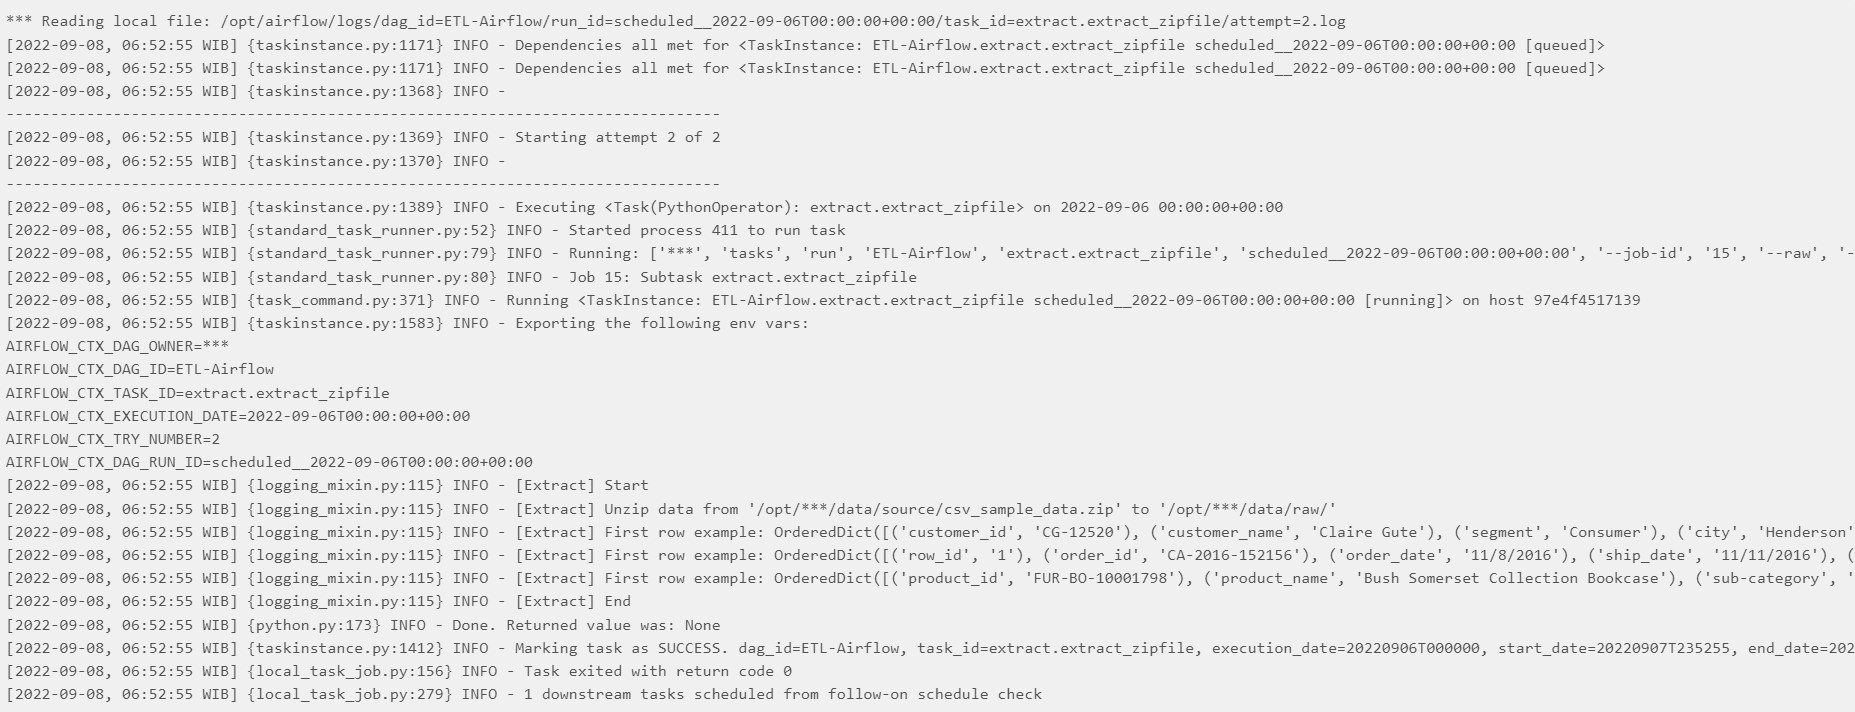 *** Reading local file: /opt/airflow/logs/dag_id=ETL-Airflow/run_id=scheduled__2022-09-06T00:00:00+00:00/task_id=extract.extract_zipfile/attempt=2.log
[2022-09-08, 06:52:55 WIB] {taskinstance.py:1171} INFO - Dependencies all met for <TaskInstance: ETL-Airflow.extract.extract_zipfile scheduled__2022-09-06T00:00:00+00:00 [queued]>
[2022-09-08, 06:52:55 WIB] {taskinstance.py:1171} INFO - Dependencies all met for <TaskInstance: ETL-Airflow.extract.extract_zipfile scheduled__2022-09-06T00:00:00+00:00 [queued]>
[2022-09-08, 06:52:55 WIB] {taskinstance.py:1368} INFO -
--------------------------------------------------------------------------------
[2022-09-08, 06:52:55 WIB] {taskinstance.py:1369} INFO - Starting attempt 2 of 2
[2022-09-08, 06:52:55 WIB] {taskinstance.py:1370} INFO -
--------------------------------------------------------------------------------
[2022-09-08, 06:52:55 WIB] {taskinstance.py:1389} INFO - Executing <Task(PythonOperator): extract.extract_zipfile> on 2022-09-06 00:00:00+00:00
[2022-09-08, 06:52:55 WIB] {standard_task_runner.py:52} INFO - Started process 411 to run task
[2022-09-08, 06:52:55 WIB] {standard_task_runner.py:79} INFO - Running: ['***', 'tasks', 'run', 'ETL-Airflow', 'extract.extract_zipfile', 'scheduled__2022-09-06T00:00:00+00:00', '--job-id', '15', '--raw', '-
[2022-09-08, 06:52:55 WIB] {standard_task_runner.py:80} INFO - Job 15: Subtask extract.extract_zipfile
[2022-09-08, 06:52:55 WIB] {task_command.py:371} INFO - Running <TaskInstance: ETL-Airflow.extract.extract_zipfile scheduled__2022-09-06T00:00:00+00:00 [running]> on host 97e4f4517139
[2022-09-08, 06:52:55 WIB] {taskinstance.py:1583} INFO - Exporting the following env vars:
AIRFLOW_CTX_DAG_OWNER=***
AIRFLOW_CTX_DAG_ID=ETL-Airflow
AIRFLOW_CTX_TASK_ID=extract.extract_zipfile
AIRFLOW_CTX_EXECUTION_DATE=2022-09-06T00:00:00+00:00
AIRFLOW_CTX_TRY_NUMBER=2
AIRFLOW_CTX_DAG_RUN_ID=scheduled__2022-09-06T00:00:00+00:00
[2022-09-08, 06:52:55 WIB] {logging_mixin.py:115} INFO - [Extract] Start
[2022-09-08, 06:52:55 WIB] {logging_mixin.py:115} INFO - [Extract] Unzip data from '/opt/***/data/source/csv_sample_data.zip' to '/opt/***/data/raw/'
[2022-09-08, 06:52:55 WIB] {logging_mixin.py:115} INFO - [Extract] First row example: OrderedDict([('customer_id', 'CG-12520'), ('customer_name', 'Claire Gute'), ('segment', 'Consumer'), ('city', 'Henderson'
[2022-09-08, 06:52:55 WIB] {logging_mixin.py:115} INFO - [Extract] First row example: OrderedDict([('row_id', '1'), ('order_id', 'CA-2016-152156'), ('order_date', '11/8/2016'), ('ship_date', '11/11/2016'), (
[2022-09-08, 06:52:55 WIB] {logging_mixin.py:115} INFO - [Extract] First row example: OrderedDict([('product_id', 'FUR-BO-10001798'), ('product_name', 'Bush Somerset Collection Bookcase'), ('sub-category', '
[2022-09-08, 06:52:55 WIB] {logging_mixin.py:115} INFO - [Extract] End
[2022-09-08, 06:52:55 WIB] {python.py:173} INFO - Done. Returned value was: None
[2022-09-08, 06:52:55 WIB] {taskinstance.py:1412} INFO - Marking task as SUCCESS. dag_id=ETL-Airflow, task_id=extract.extract_zipfile, execution_date=20220906T000000, start_date=20220907T235255, end_date=202
[2022-09-08, 06:52:55 WIB] {local_task_job.py:156} INFO - Task exited with return code 0
[2022-09-08, 06:52:55 WIB] {local_task_job.py:279} INFO - 1 downstream tasks scheduled from follow-on schedule check